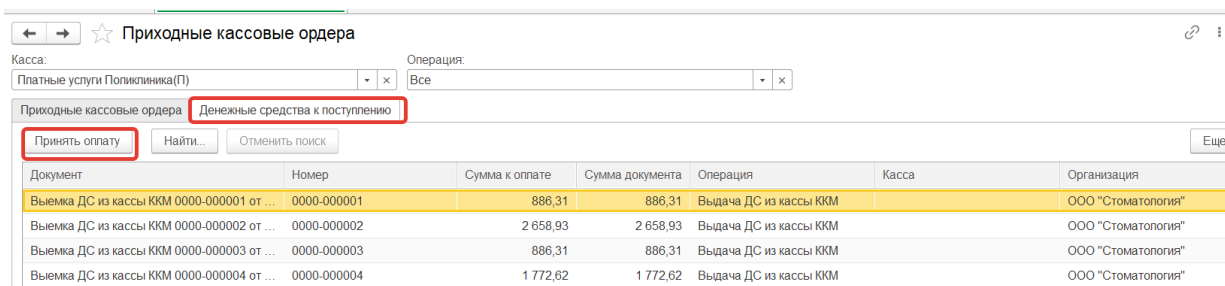 Приходные кассовые ордера
Касса: Операция:
Платные услуги Поликлиника(П) Все
Приходные кассовые ордера Денежные средства к поступлению
Принять оплату Найти... Отменить поиск Еще
Документ Номер Сумма к оплате Сумма документа Операция Касса Организация
Выемка ДС из кассы ККМ 0000-000001 от ... 0000-000001 886,31 886,31 Выдача ДС из кассы ККМ ООО "Стоматология"
Выемка ДС из кассы ККМ 0000-000002 от ... 0000-000002 2 658,93 2 658,93 Выдача ДС из кассы ККМ ООО "Стоматология"
Выемка ДС из кассы ККМ 0000-000003 от ... 0000-000003 886,31 886,31 Выдача ДС из кассы ККМ ООО "Стоматология"
Выемка ДС из кассы ККМ 0000-000004 от ... 0000-000004 1 772,62 1 772,62 Выдача ДС из кассы ККМ ООО "Стоматология"